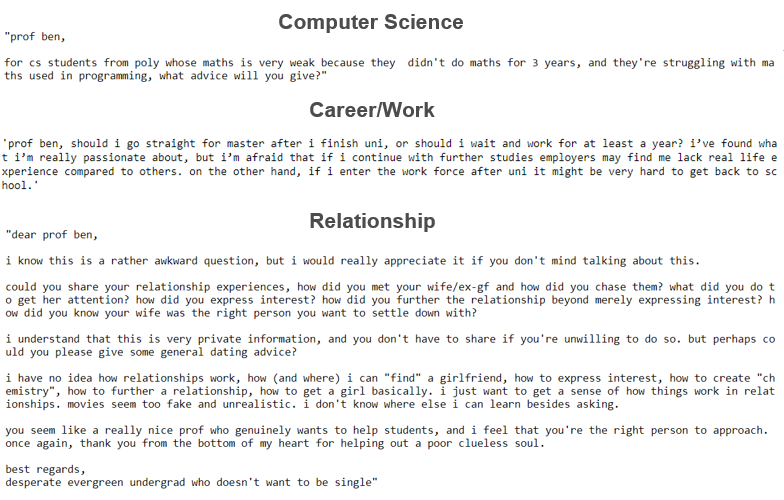 Computer Science
"prof ben,
for cs students from poly whose maths is very weak because they  didn't do maths for 3 years, and they're struggling with ma
ths used in programming, what advice will you give?"
Career/Work
'prof ben, should i go straight for master after i finish uni, or should i wait and work for at least a year? i’ve found wha
t i’m really passionate about, but i’m afraid that if i continue with further studies employers may find me lack real life e
xperience compared to others. on the other hand, if i enter the work force after uni it might be very hard to get back to sc
hool.'
Relationship
"dear prof ben,
i know this is a rather awkward question, but i would really appreciate it if you don't mind talking about this.
could you share your relationship experiences, how did you met your wife/ex-gf and how did you chase them? what did you do t
o get her attention? how did you express interest? how did you further the relationship beyond merely expressing interest? h
ow did you know your wife was the right person you want to settle down with?
i understand that this is very private information, and you don't have to share if you're unwilling to do so. but perhaps co
uld you please give some general dating advice?
i have no idea how relationships work, how (and where) i can "find" a girlfriend, how to express interest, how to create "ch
emistry", how to further a relationship, how to get a girl basically. i just want to get a sense of how things work in relat
ionships. movies seem too fake and unrealistic. i don't know where else i can learn besides asking.
you seem like a really nice prof who genuinely wants to help students, and i feel that you're the right person to approach.
once again, thank you from the bottom of my heart for helping out a poor clueless soul.
best regards,
desperate evergreen undergrad who doesn't want to be single"